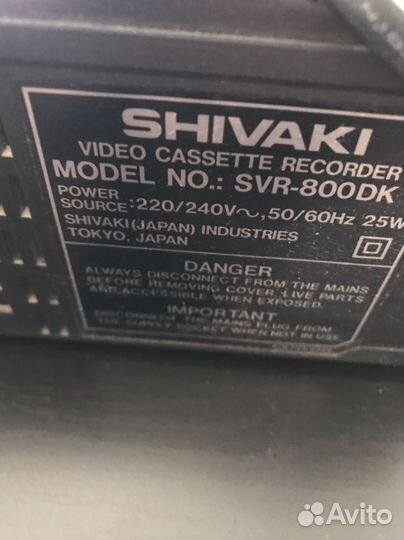 SHIVAKI
VIDEO CASSETTE RECORDER
MODEL NO.: SVR-800DK
POWER
SOURCE:220/240V~,50/60Hz 25W
SHIVAKI(JAPAN) INDUSTRIES
TOKYO, JAPAN
DANGER
ALWAYS DISCONNECT FROM THE MAINS
BEFORE REMOVING COVER LIVE PARTS
ARE ACCESSIBLE WHEN EXPOSED.
IMPORTANT
DISCONNECT THE MAINS PLUG FROM
THE SUPPLY SOCKET WHEN NOT IN USE
Avito